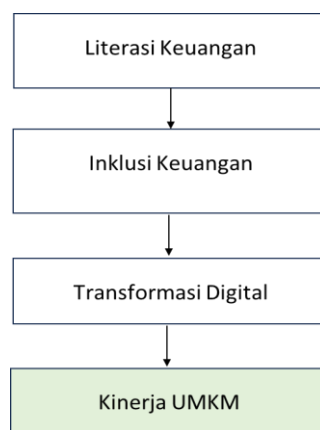 Literasi Keuangan
Inklusi Keuangan
Transformasi Digital
Kinerja UMKM